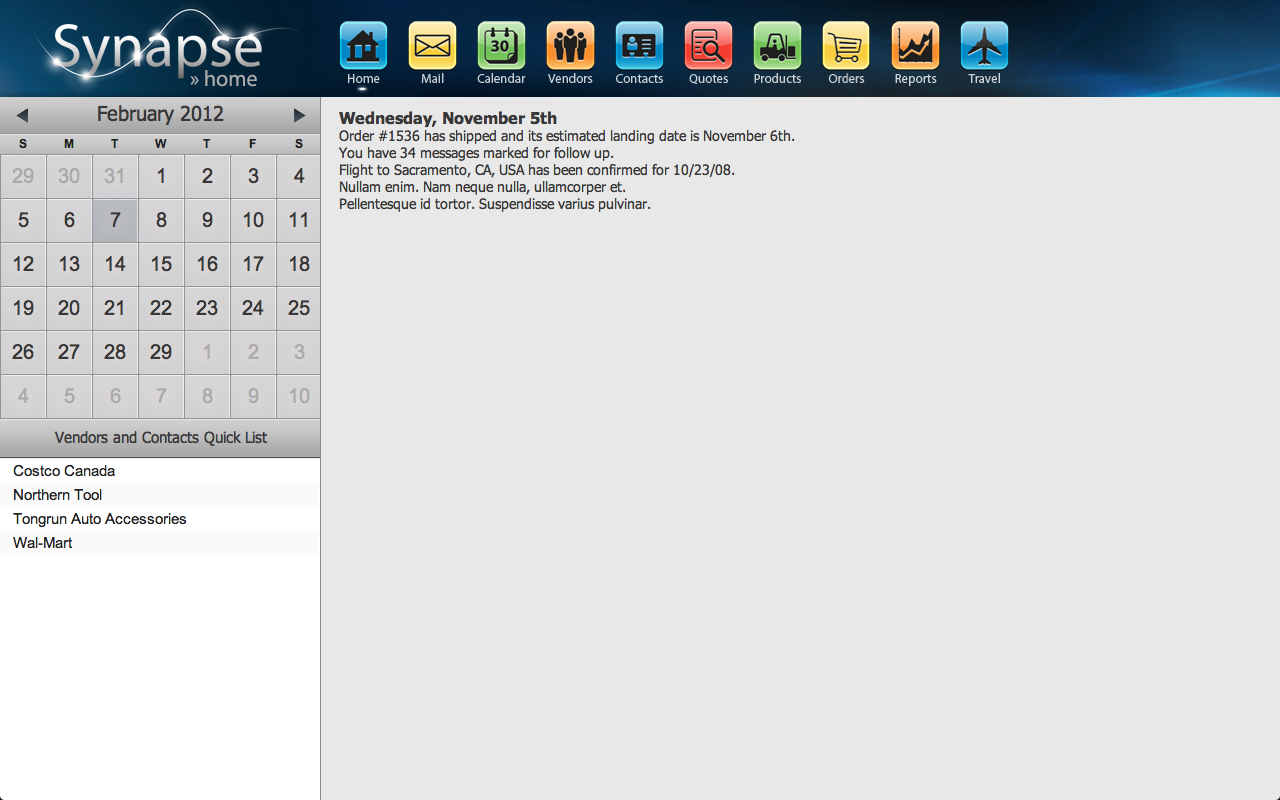 Synapse
» home
Home Mail Calendar Vendors Contacts Quotes Products Orders Reports Travel
30
February 2012
S M T W T F S
29 30 31 1 2 3 4
5 6 7 8 9 10 11
12 13 14 15 16 17 18
19 20 21 22 23 24 25
26 27 28 29 1 2 3
4 5 6 7 8 9 10
Vendors and Contacts Quick List
Costco Canada
Northern Tool
Tongrun Auto Accessories
Wal-Mart
Wednesday, November 5th
Order #1536 has shipped and its estimated landing date is November 6th.
You have 34 messages marked for follow up.
Flight to Sacramento, CA, USA has been confirmed for 10/23/08.
Nullam enim. Nam neque nulla, ullamcorper et.
Pellentesque id tortor. Suspendisse varius pulvinar.